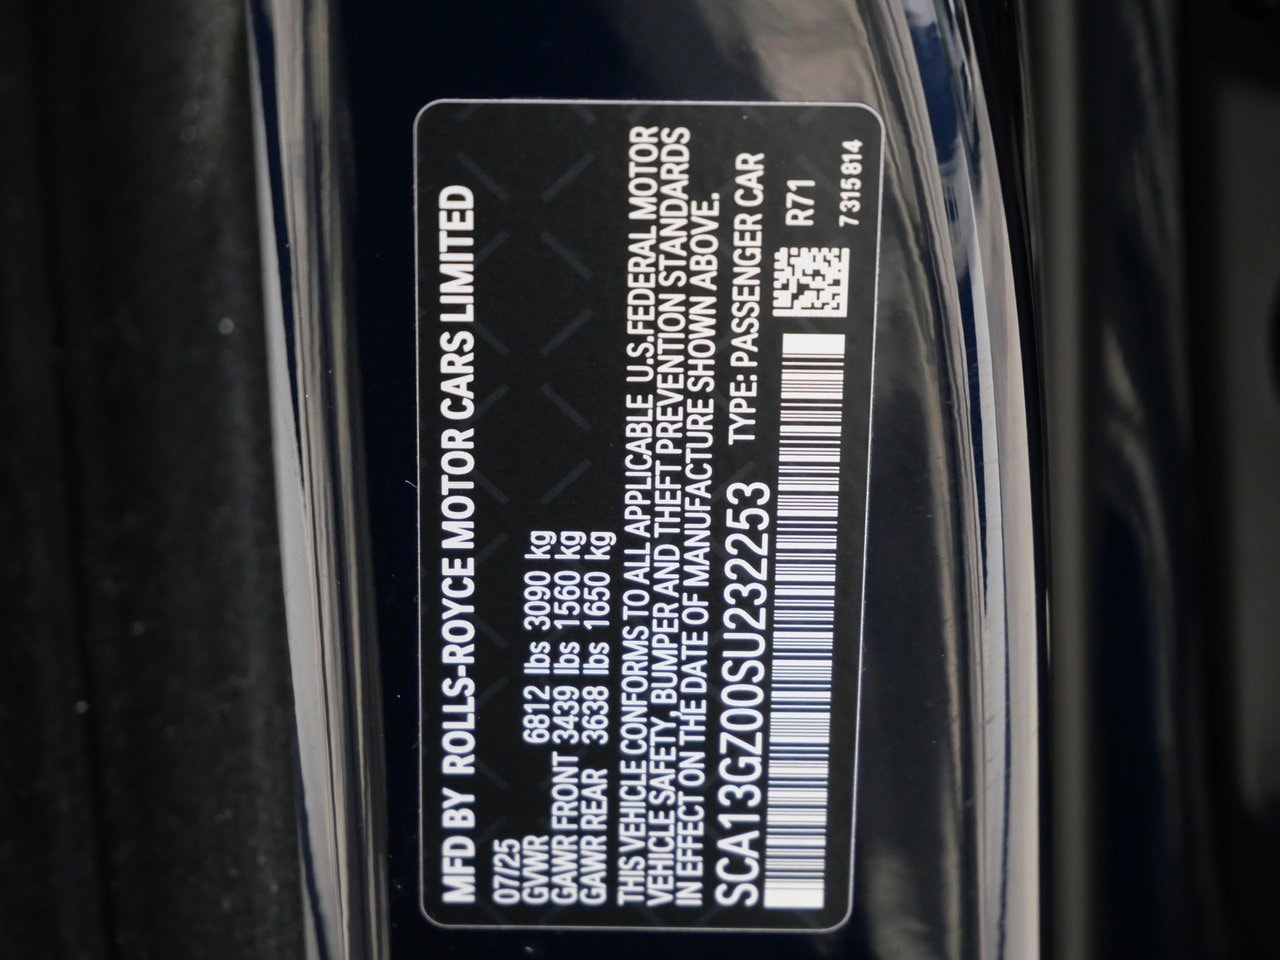 MFD BY ROLLS-ROYCE MOTOR CARS LIMITED
07/25
GVWR 6812 lbs 3090 kg
GAWR FRONT 3439 lbs 1560 kg
GAWR REAR 3638 lbs 1650 kg
THIS VEHICLE CONFORMS TO ALL APPLICABLE U.S.FEDERAL MOTOR
VEHICLE SAFETY, BUMPER AND THEFT PREVENTION STANDARDS
IN EFFECT ON THE DATE OF MANUFACTURE SHOWN ABOVE.
SCA13GZ00SU232253 TYPE: PASSENGER CAR
R71
7315814